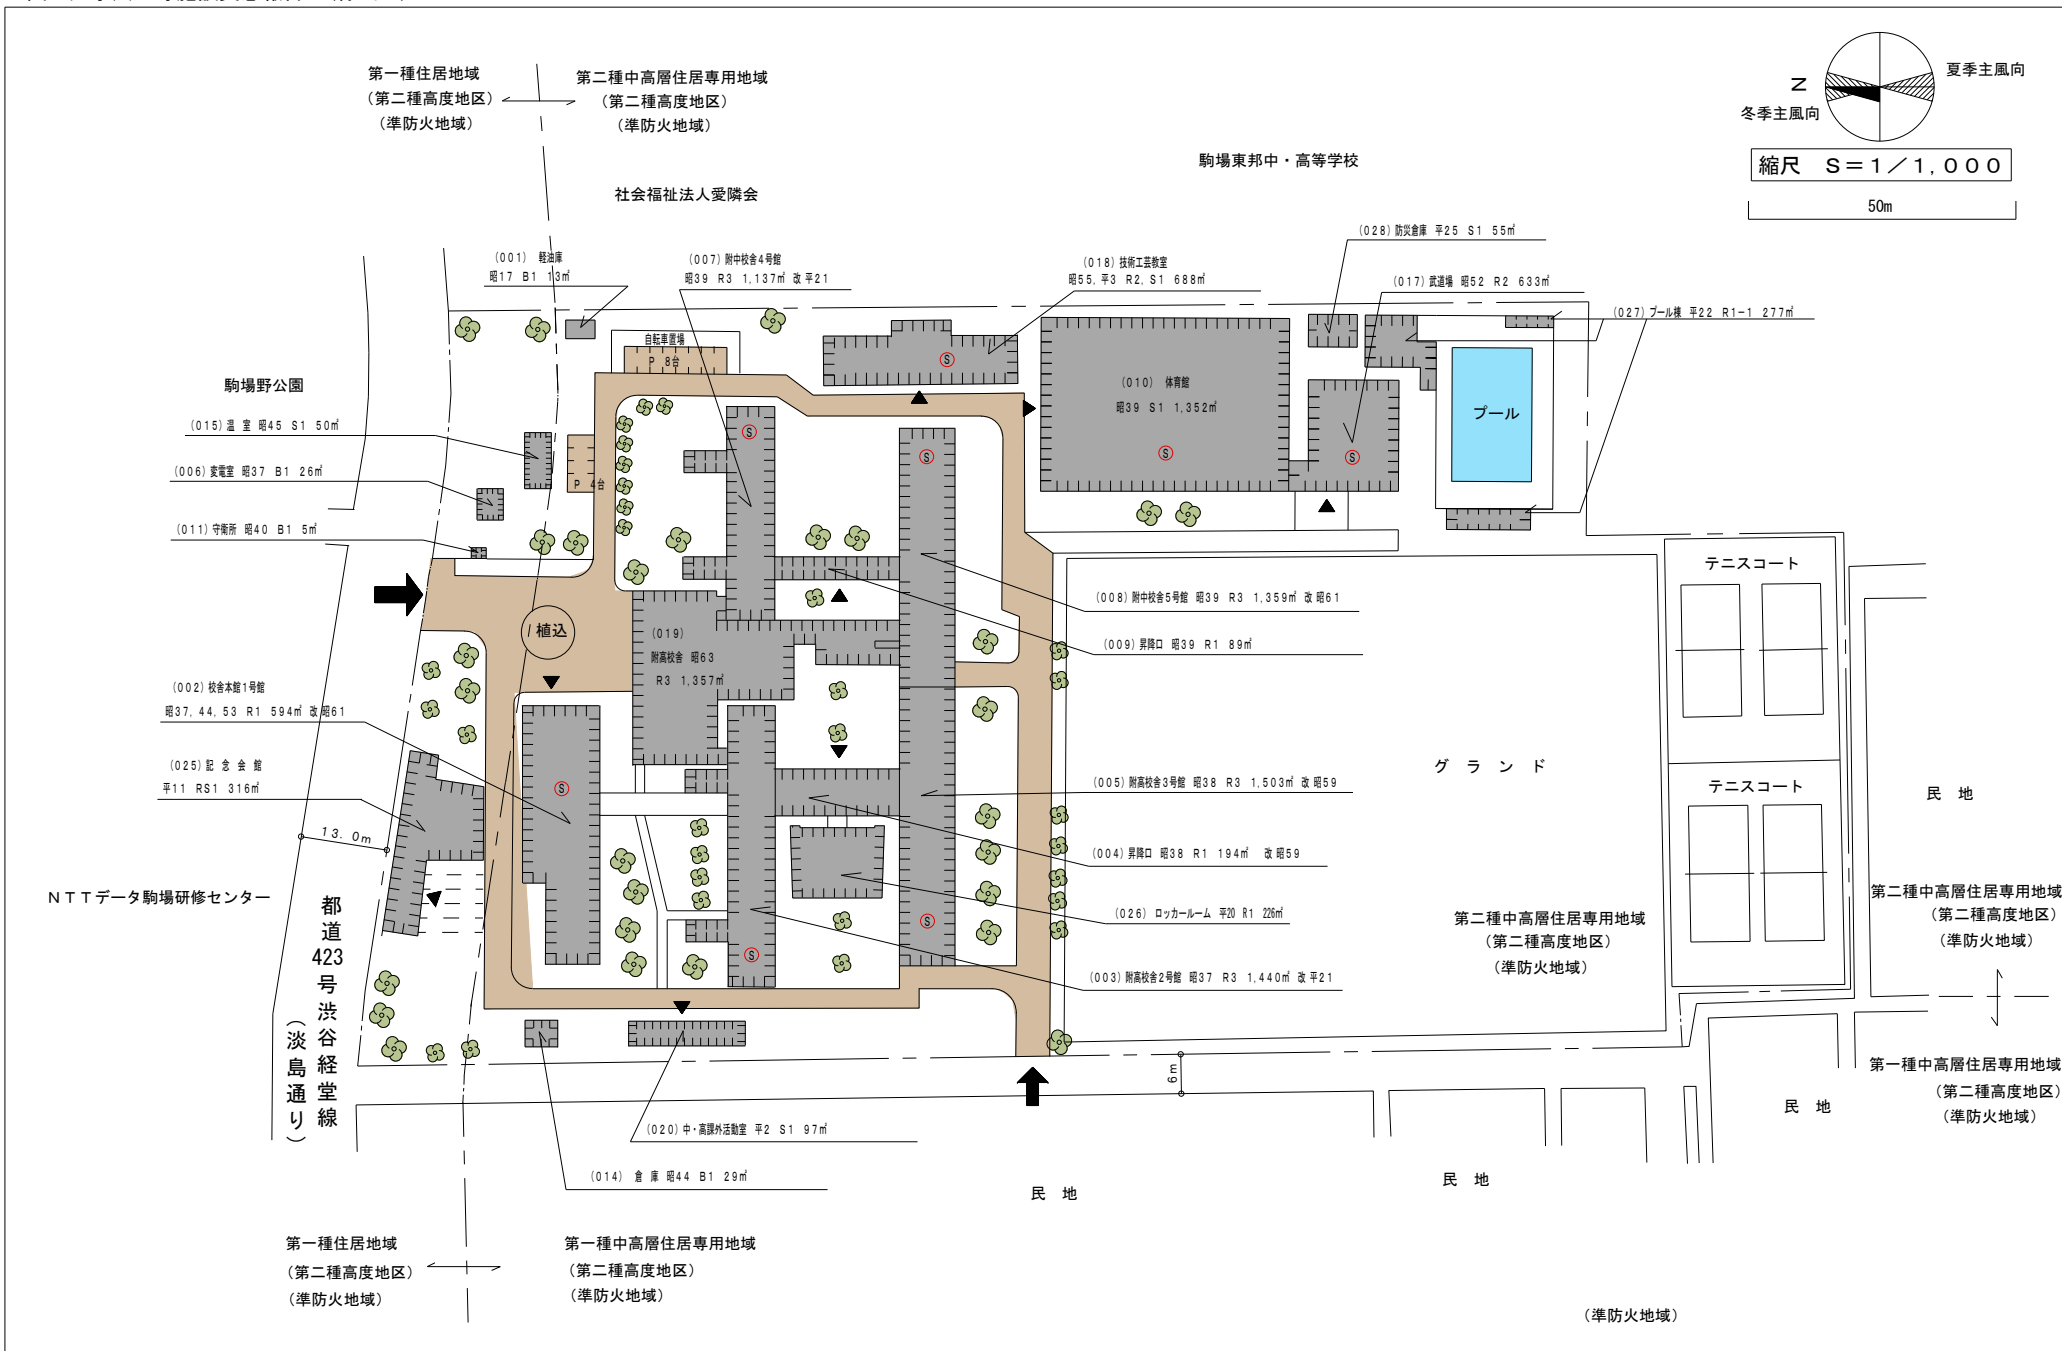 第一種住居地域
(第二種高度地区)
(準防火地域)
第二種中高層住居専用地域
(第二種高度地区)
(準防火地域)
N
夏季主風向
冬季主風向
縮尺 S=1/1,000
50m
駒場東邦中・高等学校
社会福祉法人愛隣会
(001) 軽油庫
昭17 B1 13㎡
(007) 附中校舎4号館
昭39 R3 1,137㎡ 改 平21
(018) 技術工芸教室
昭55, 平3 R2, S1 688㎡
(028) 防災倉庫 平25 S1 55㎡
(017) 武道場 昭52 R2 633㎡
(027) プール棟 平22 R1-1 277㎡
自転車置場
P 8台
駒場野公園
(010) 体育館
昭39 S1 1,352㎡
プール
(015) 温 室 昭45 S1 50㎡
(006) 変電室 昭37 B1 26㎡
P 4台
(011) 守衛所 昭40 B1 5㎡
S
S
S
S
S
S
S
S
テニスコート
(008) 附中校舎5号館 昭39 R3 1,359㎡ 改 昭61
植込
(019)
附高校舎 昭63
R3 1,357㎡
(009) 昇降口 昭39 R1 89㎡
(002) 校舎本館1号館
昭37, 44, 53 R1 594㎡ 改 昭61
(025) 記 念 会 館
平11 RS1 316㎡
グ ラ ン ド
(005) 附高校舎3号館 昭38 R3 1,503㎡ 改 昭59
テニスコート
民 地
13.0m
(004) 昇降口 昭38 R1 194㎡ 改 昭59
NTTデータ駒場研修センター
都道423号渋谷経堂線
(淡島通り)
(026) ロッカールーム 平20 R1 226㎡
第二種中高層住居専用地域
(第二種高度地区)
(準防火地域)
第二種中高層住居専用地域
(第二種高度地区)
(準防火地域)
(003) 附高校舎2号館 昭37 R3 1,440㎡ 改 平21
6m
第一種中高層住居専用地域
(第二種高度地区)
(準防火地域)
民 地
(020) 中・高課外活動室 平2 S1 97㎡
(014) 倉 庫 昭44 B1 29㎡
民 地
民 地
第一種住居地域
(第二種高度地区)
(準防火地域)
第一種中高層住居専用地域
(第二種高度地区)
(準防火地域)
(準防火地域)